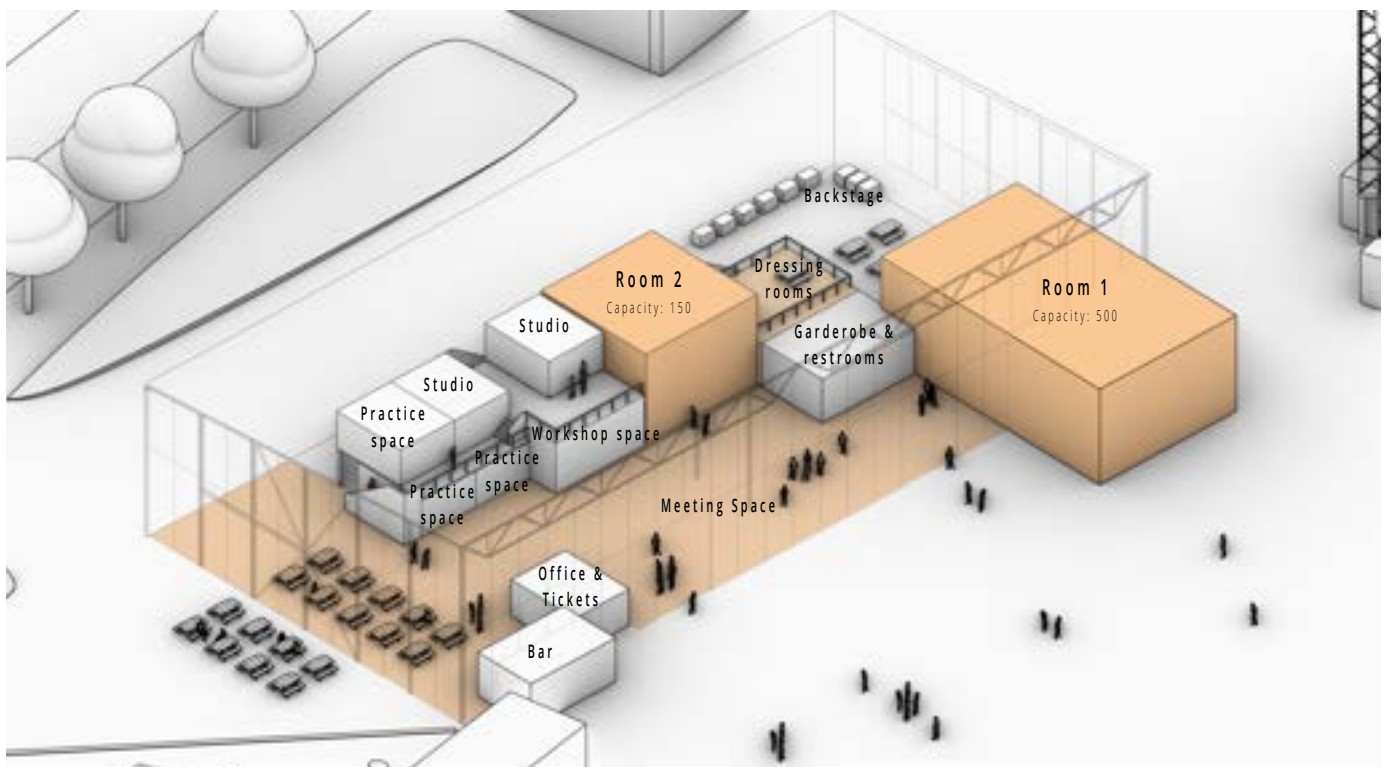 Backstage
Dressing
rooms
Room 2
Capacity: 150
Room 1
Capacity: 500
Studio
Garderobe &
restrooms
Studio
Practice
space
Workshop space
Practice
space
Practice
space
Meeting Space
Office &
Tickets
Bar